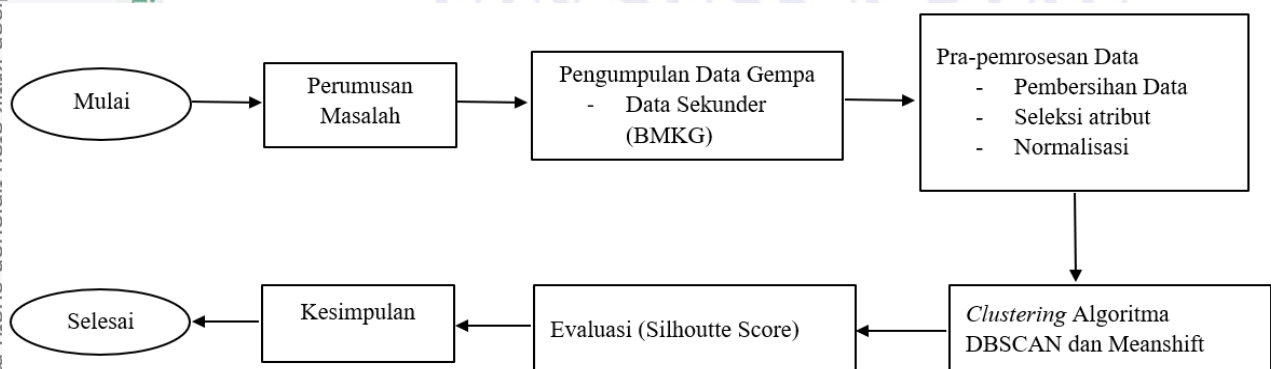 Mulai
Perumusan
Masalah
Pengumpulan Data Gempa
- Data Sekunder
(BMKG)
Pra-pemrosesan Data
- Pembersihan Data
- Seleksi atribut
- Normalisasi
Clustering Algoritma
DBSCAN dan Meanshift
Evaluasi (Silhoutte Score)
Kesimpulan
Selesai